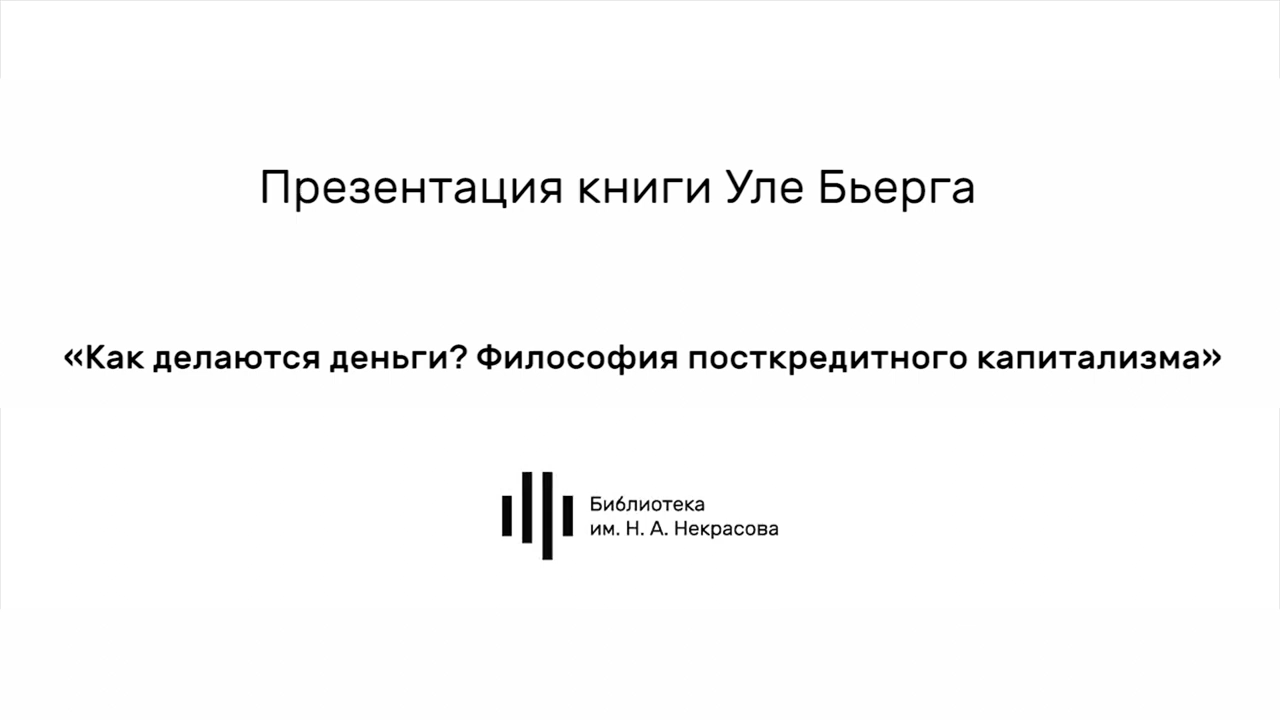 Презентация книги Уле Бьерга
«Как делаются деньги? Философия посткредитного капитализма»
Библиотека
им. Н. А. Некрасова